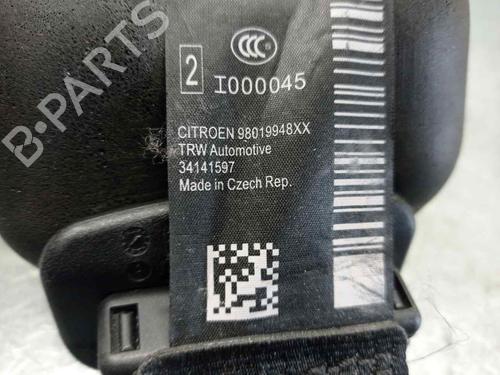 B-PARTS
CCC
2 I000045
CITROEN 98019948XX
TRW Automotive
34141597
Made in Czech Rep.